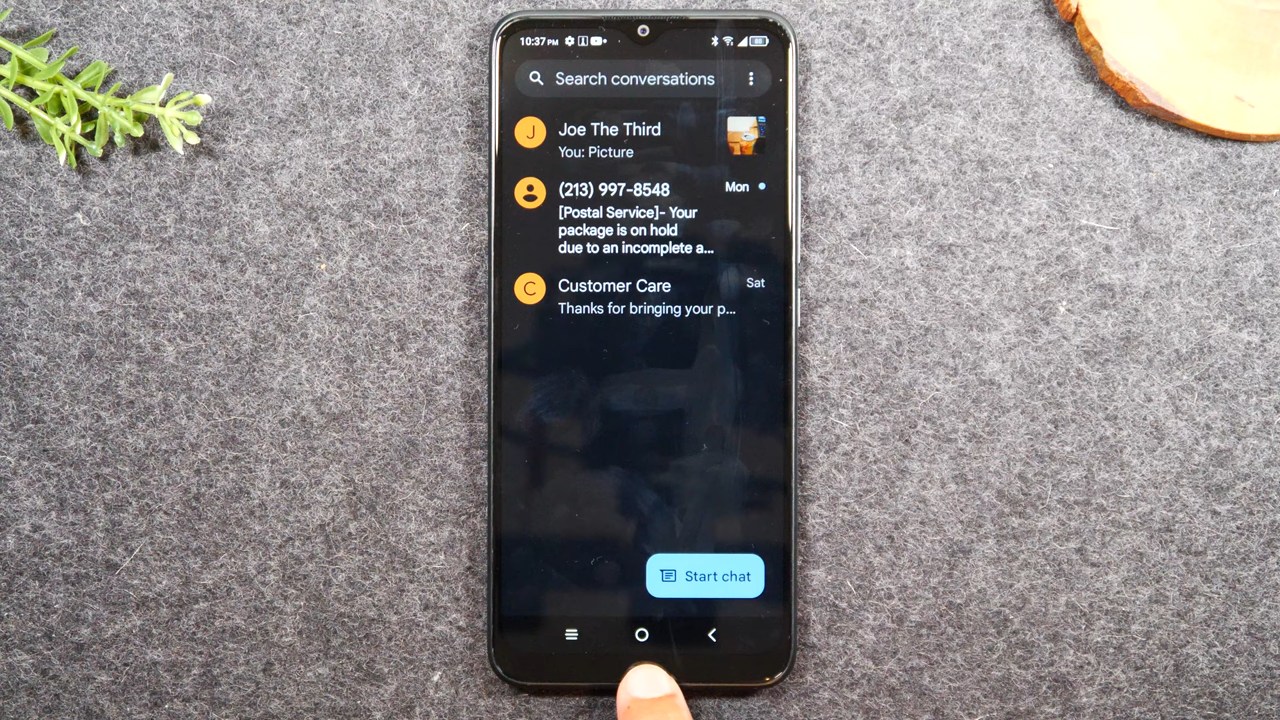 10:37 PM
Search conversations
J
Joe The Third
You: Picture
(213) 997-8548
Mon
[Postal Service]- Your
package is on hold
due to an incomplete a...
C
Customer Care
Sat
Thanks for bringing your p...
Start chat